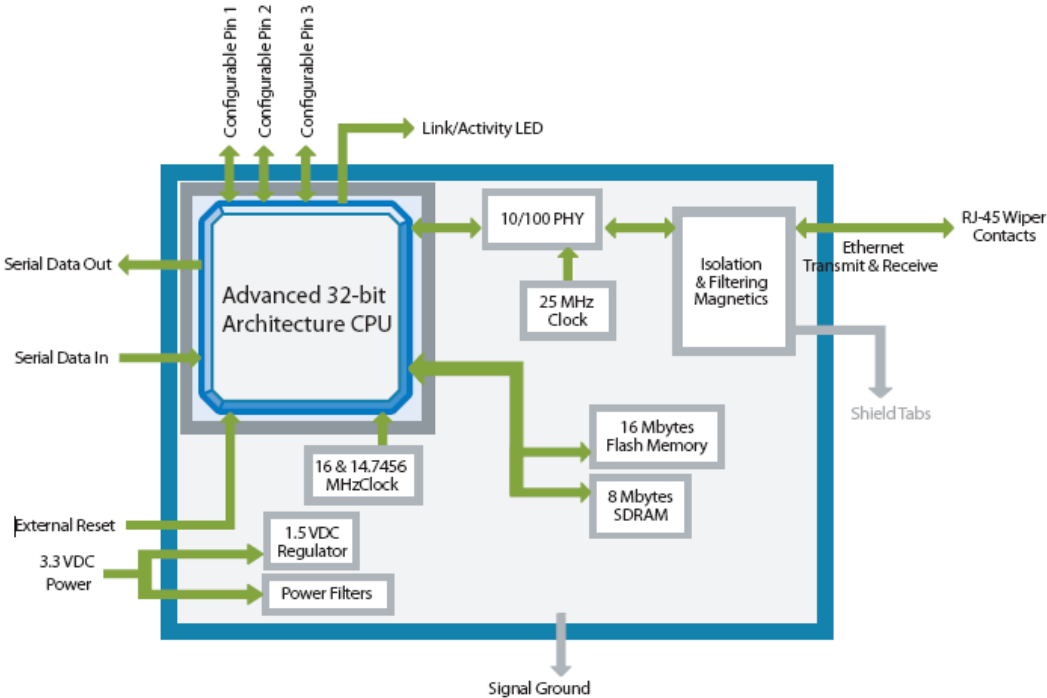 Configurable Pin 1
Configurable Pin 2
Configurable Pin 3
Link/Activity LED
10/100 PHY
RJ-45 Wiper
Contacts
Ethernet
Transmit & Receive
Serial Data Out
Isolation
& Filtering
Magnetics
Advanced 32-bit
Architecture CPU
25 MHz
Clock
Serial Data In
Shield Tabs
16 Mbytes
Flash Memory
16 & 14.7456
MHzClock
8 Mbytes
SDRAM
External Reset
1.5 VDC
Regulator
3.3 VDC
Power
Power Filters
Signal Ground